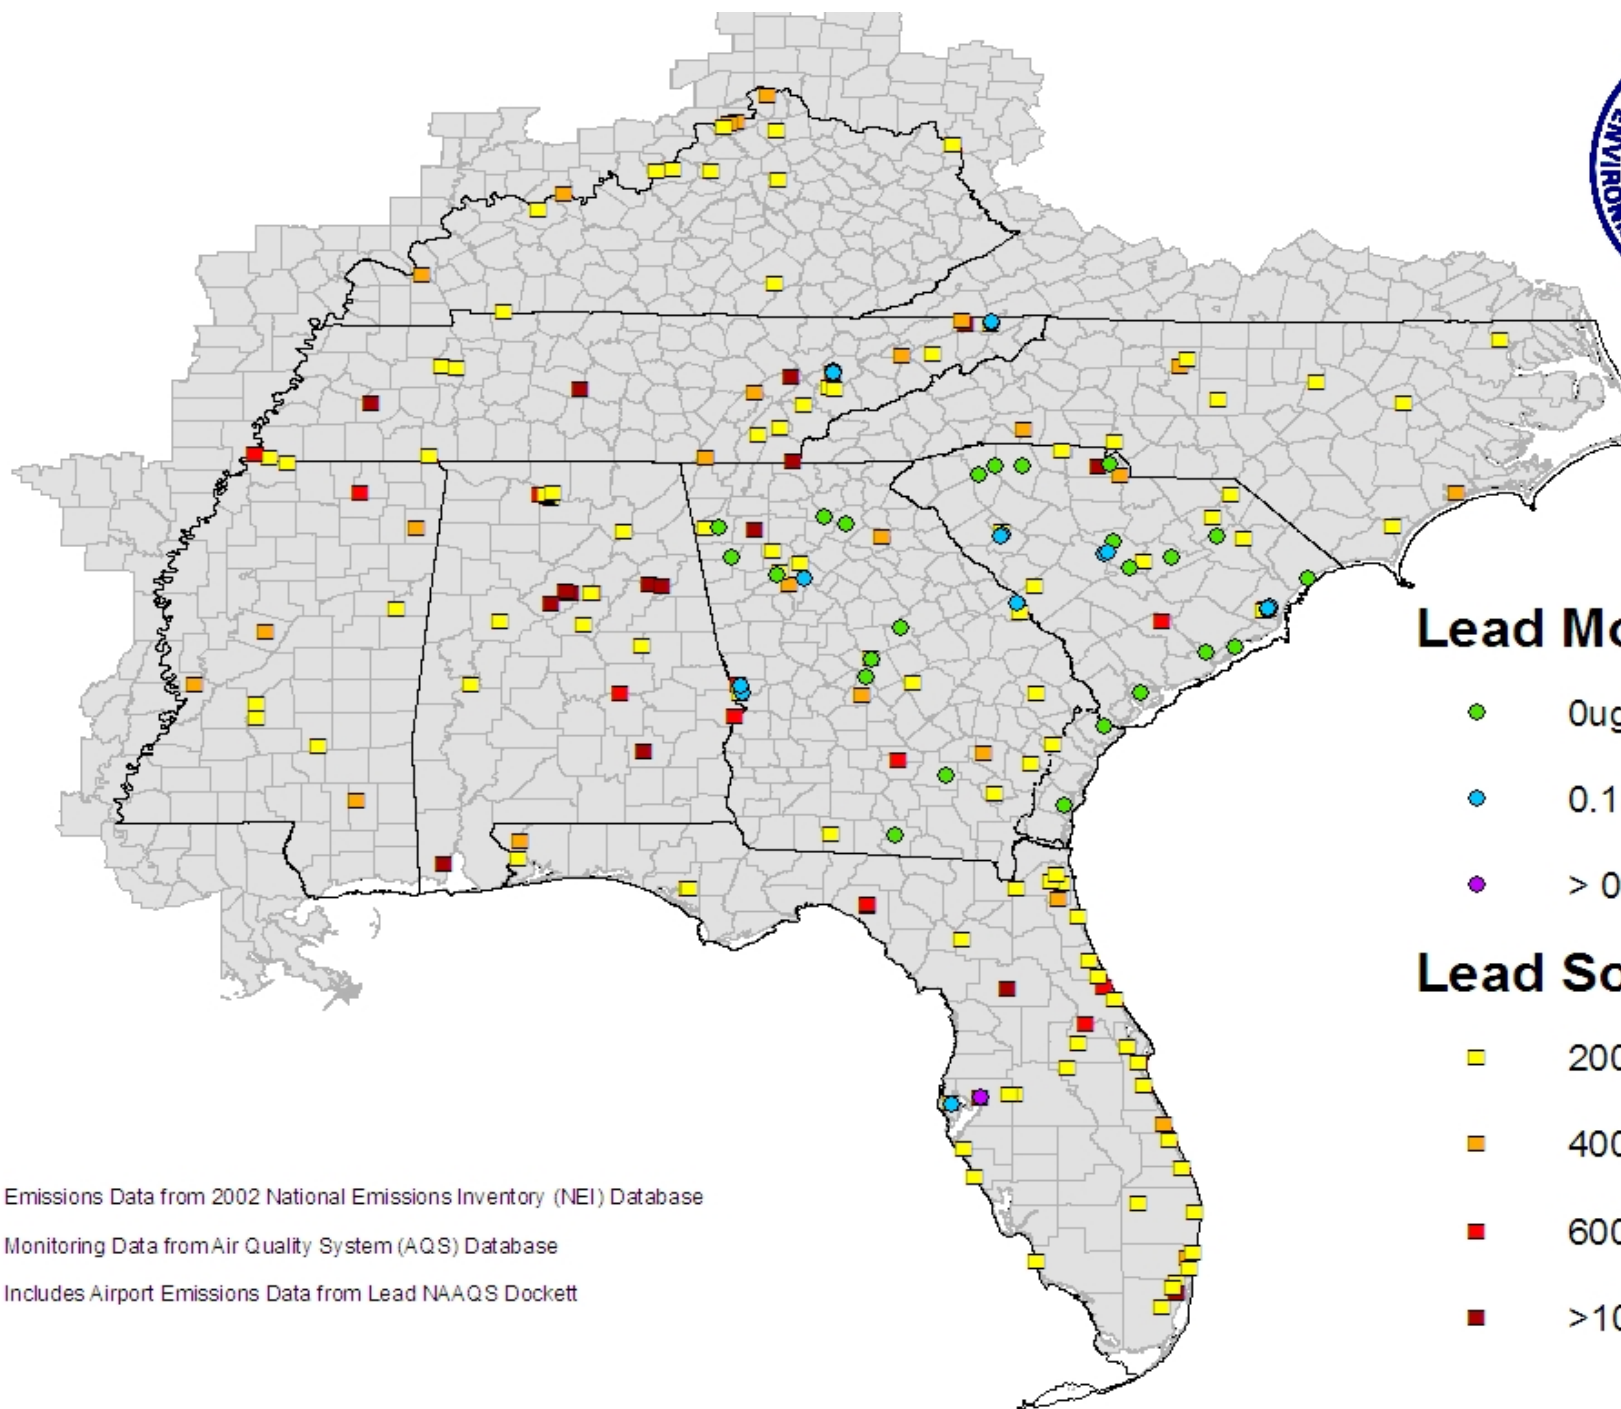 ENVIRON
Lead Mo
0ug
0.1
> 0
Lead So
200
400
600
>10
Emissions Data from 2002 National Emissions Inventory (NEI) Database
Monitoring Data from Air Quality System (AQS) Database
Includes Airport Emissions Data from Lead NAAQS Dockett